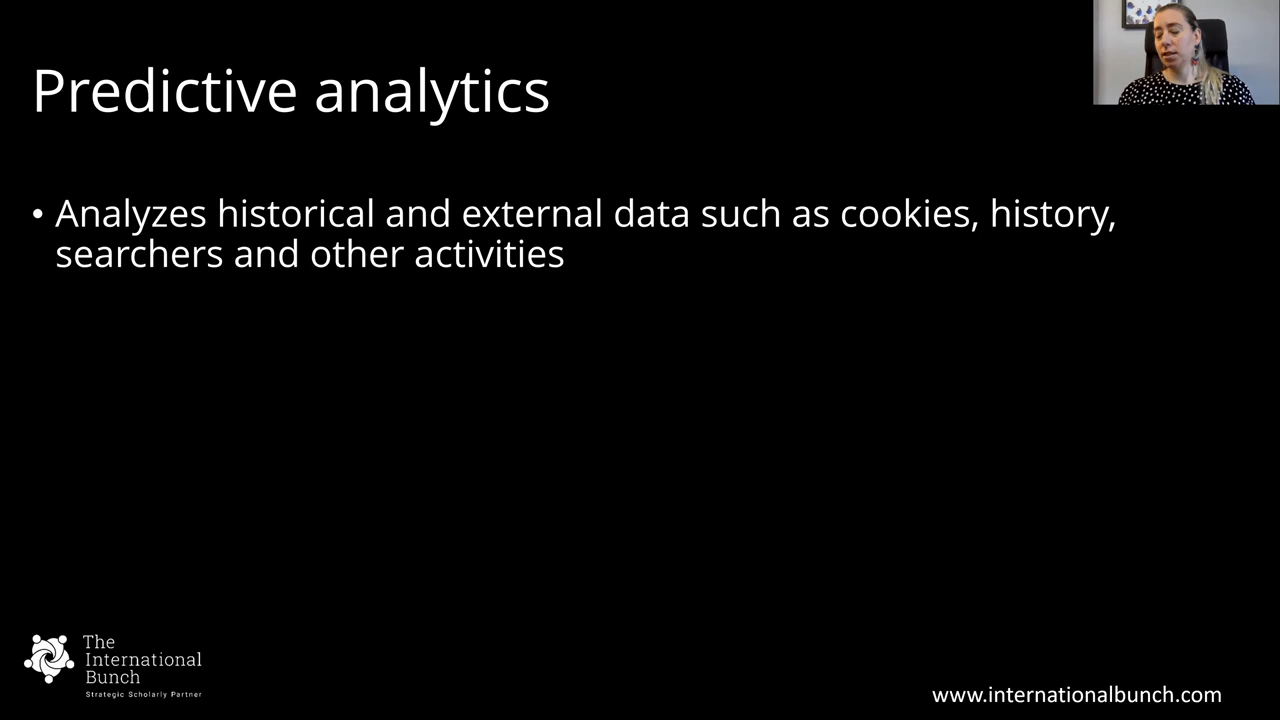 Predictive analytics
• Analyzes historical and external data such as cookies, history,
searchers and other activities
The
International
Bunch
Strategic Scholarly Partner
www.internationalbunch.com